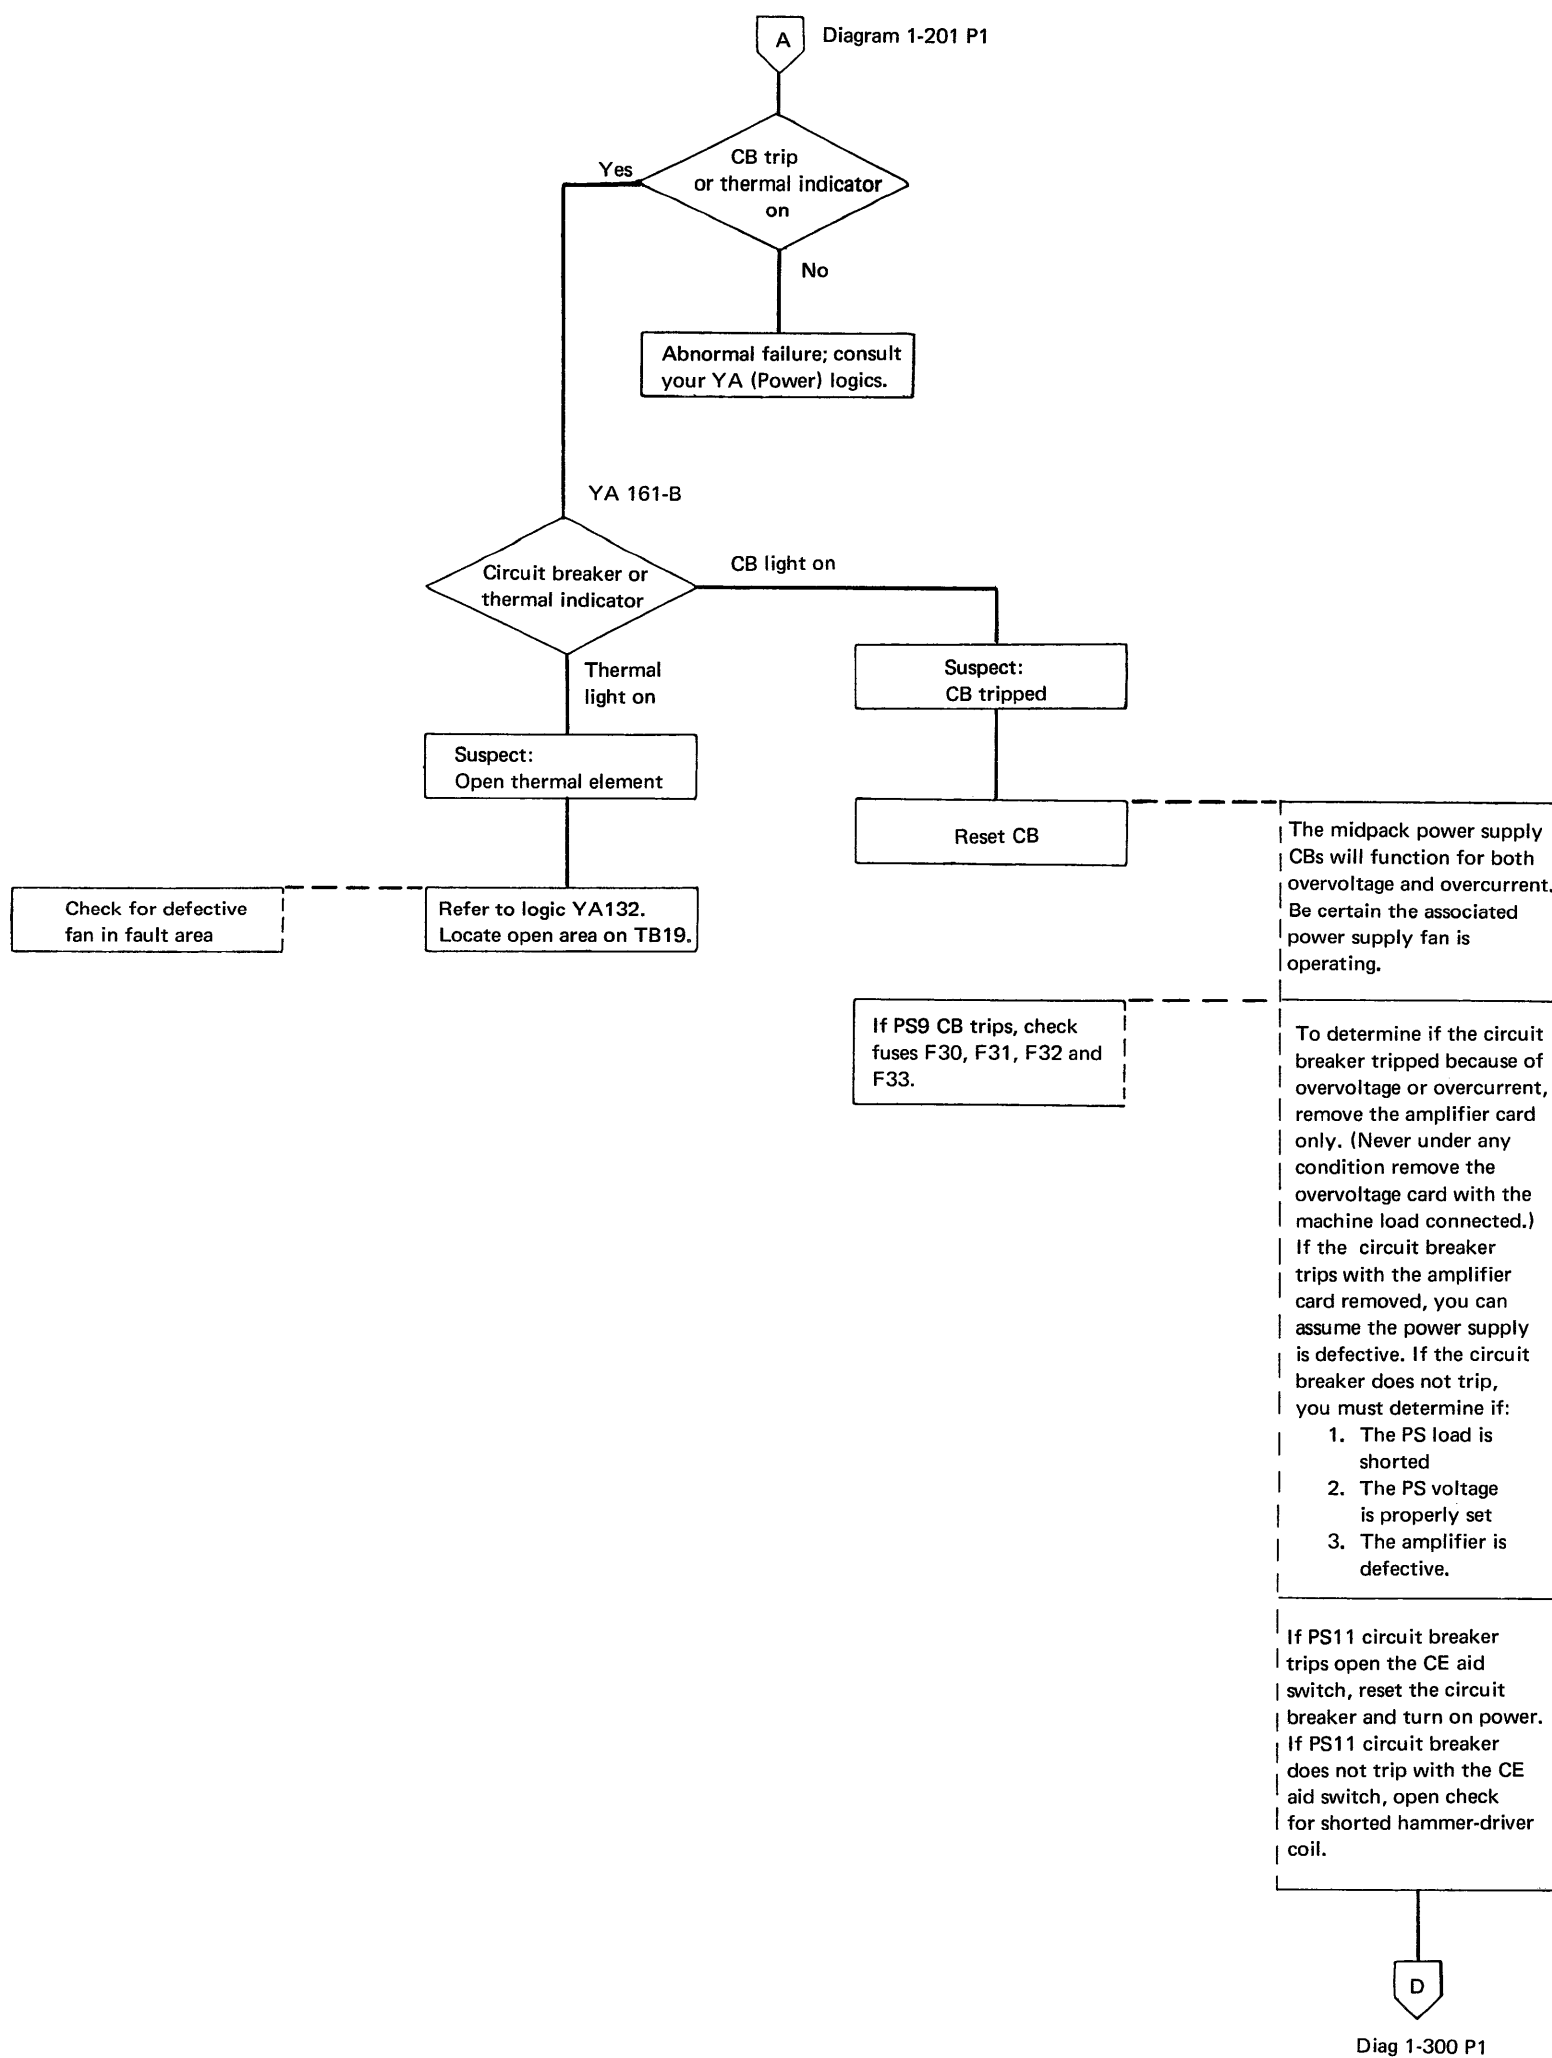 A
Diagram 1-201 P1
CB trip
or thermal indicator
on
Yes
No
Abnormal failure; consult
your YA (Power) logics.
YA 161-B
Circuit breaker or
thermal indicator
CB light on
Thermal
light on
Suspect:
CB tripped
Suspect:
Open thermal element
Reset CB
The midpack power supply
CBs will function for both
overvoltage and overcurrent.
Be certain the associated
power supply fan is
operating.
Check for defective
fan in fault area
Refer to logic YA132.
Locate open area on TB19.
If PS9 CB trips, check
fuses F30, F31, F32 and
F33.
To determine if the circuit
breaker tripped because of
overvoltage or overcurrent,
remove the amplifier card
only. (Never under any
condition remove the
overvoltage card with the
machine load connected.)
If the circuit breaker
trips with the amplifier
card removed, you can
assume the power supply
is defective. If the circuit
breaker does not trip,
you must determine if:
1. The PS load is
shorted
2. The PS voltage
is properly set
3. The amplifier is
defective.
If PS11 circuit breaker
trips open the CE aid
switch, reset the circuit
breaker and turn on power.
If PS11 circuit breaker
does not trip with the CE
aid switch, open check
for shorted hammer-driver
coil.
D
Diag 1-300 P1